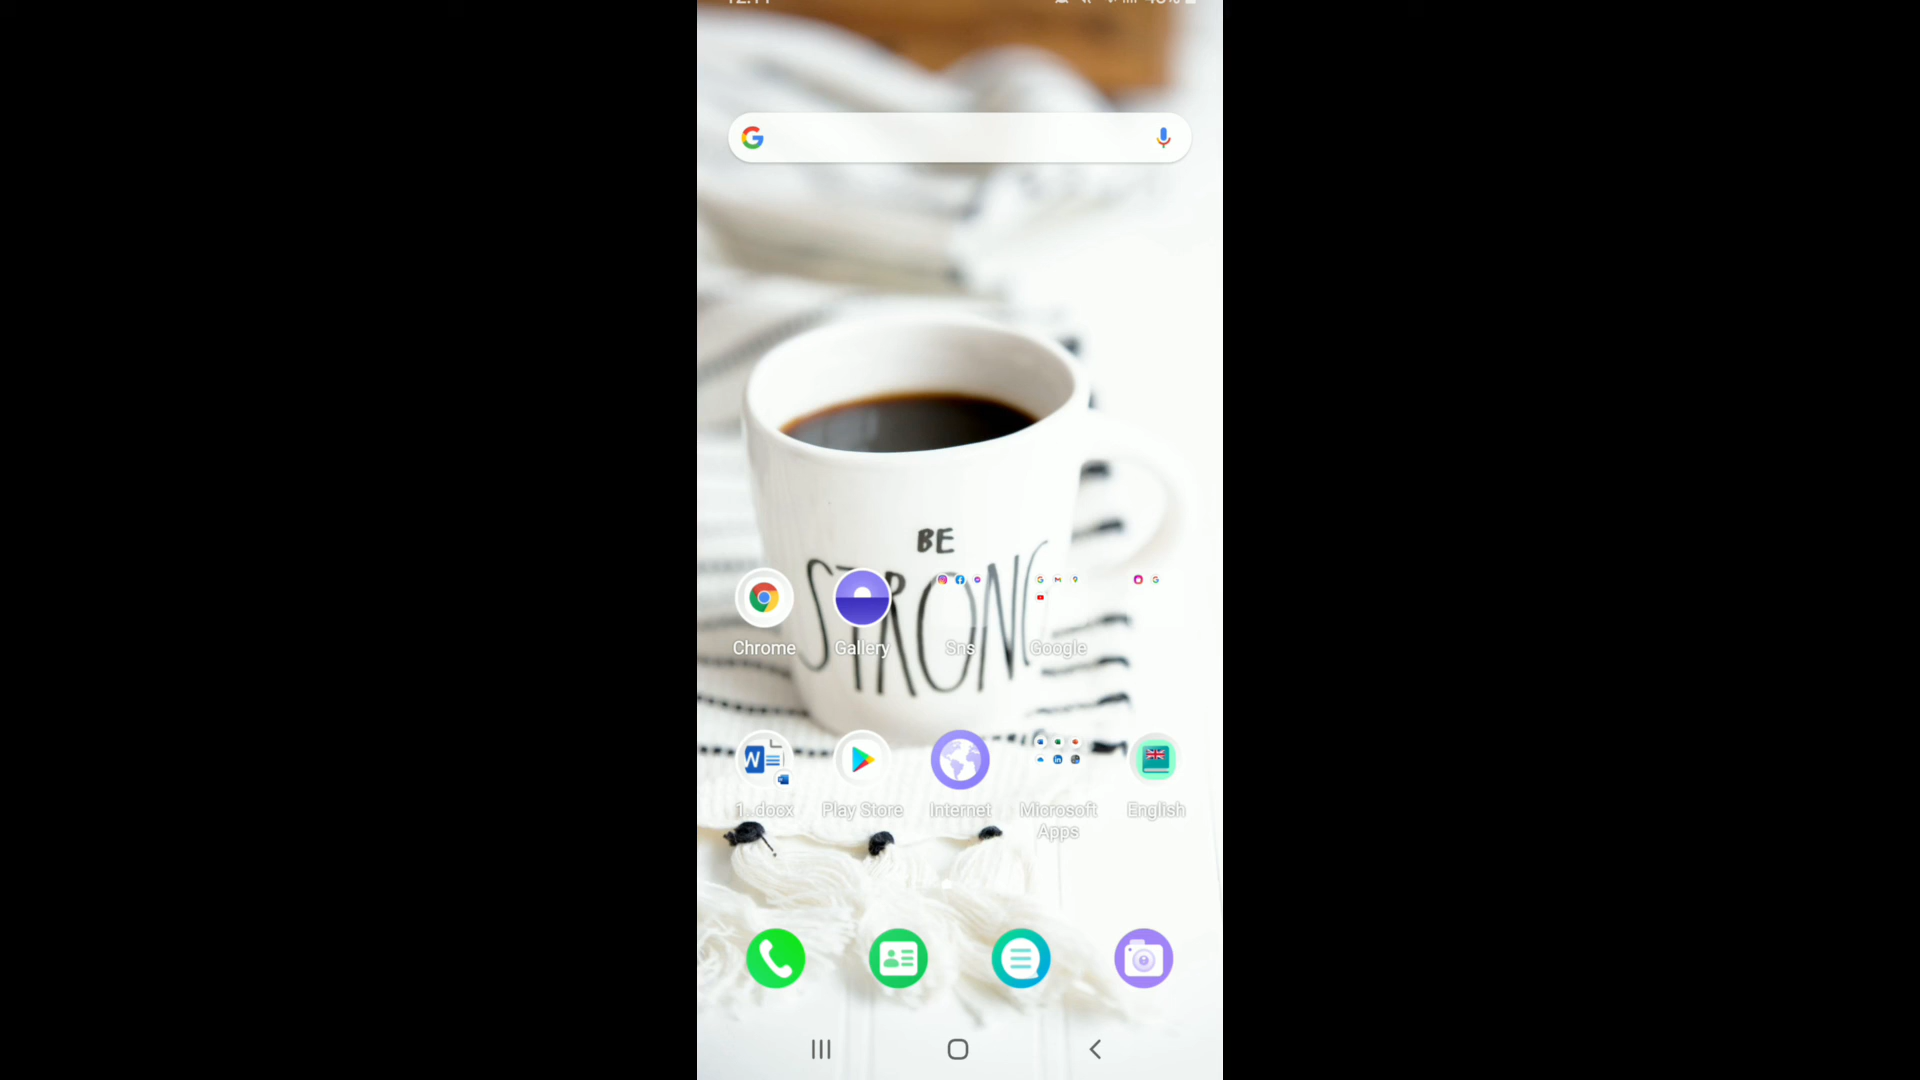 BE
STRONG
Chrome
Gallery
Sns
Google
1..docx
Play Store
Internet
Microsoft
Apps
English